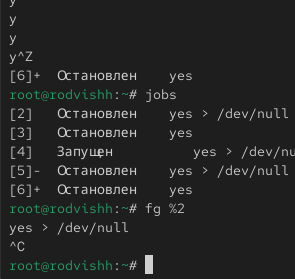 y
y
y
y^Z
[6]+ Остановлен yes
root@rodvishh:~# jobs
[2] Остановлен yes > /dev/null
[3] Остановлен yes
[4] Запущен yes > /dev/nu
[5]- Остановлен yes > /dev/null
[6]+ Остановлен yes
root@rodvishh:~# fg %2
yes > /dev/null
^C
root@rodvishh:~#